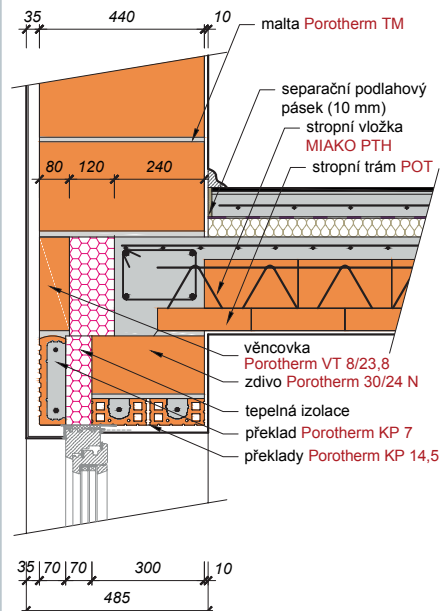 35 440 10
malta Porotherm TM
separační podlahový
pásek (10 mm)
stropní vložka
MIAKO PTH
stropní trám POT
80 120 240
věncovka
Porotherm VT 8/23,8
zdivo Porotherm 30/24 N
tepelná izolace
překlad Porotherm KP 7
překlady Porotherm KP 14,5
35 70 70 300 10
485